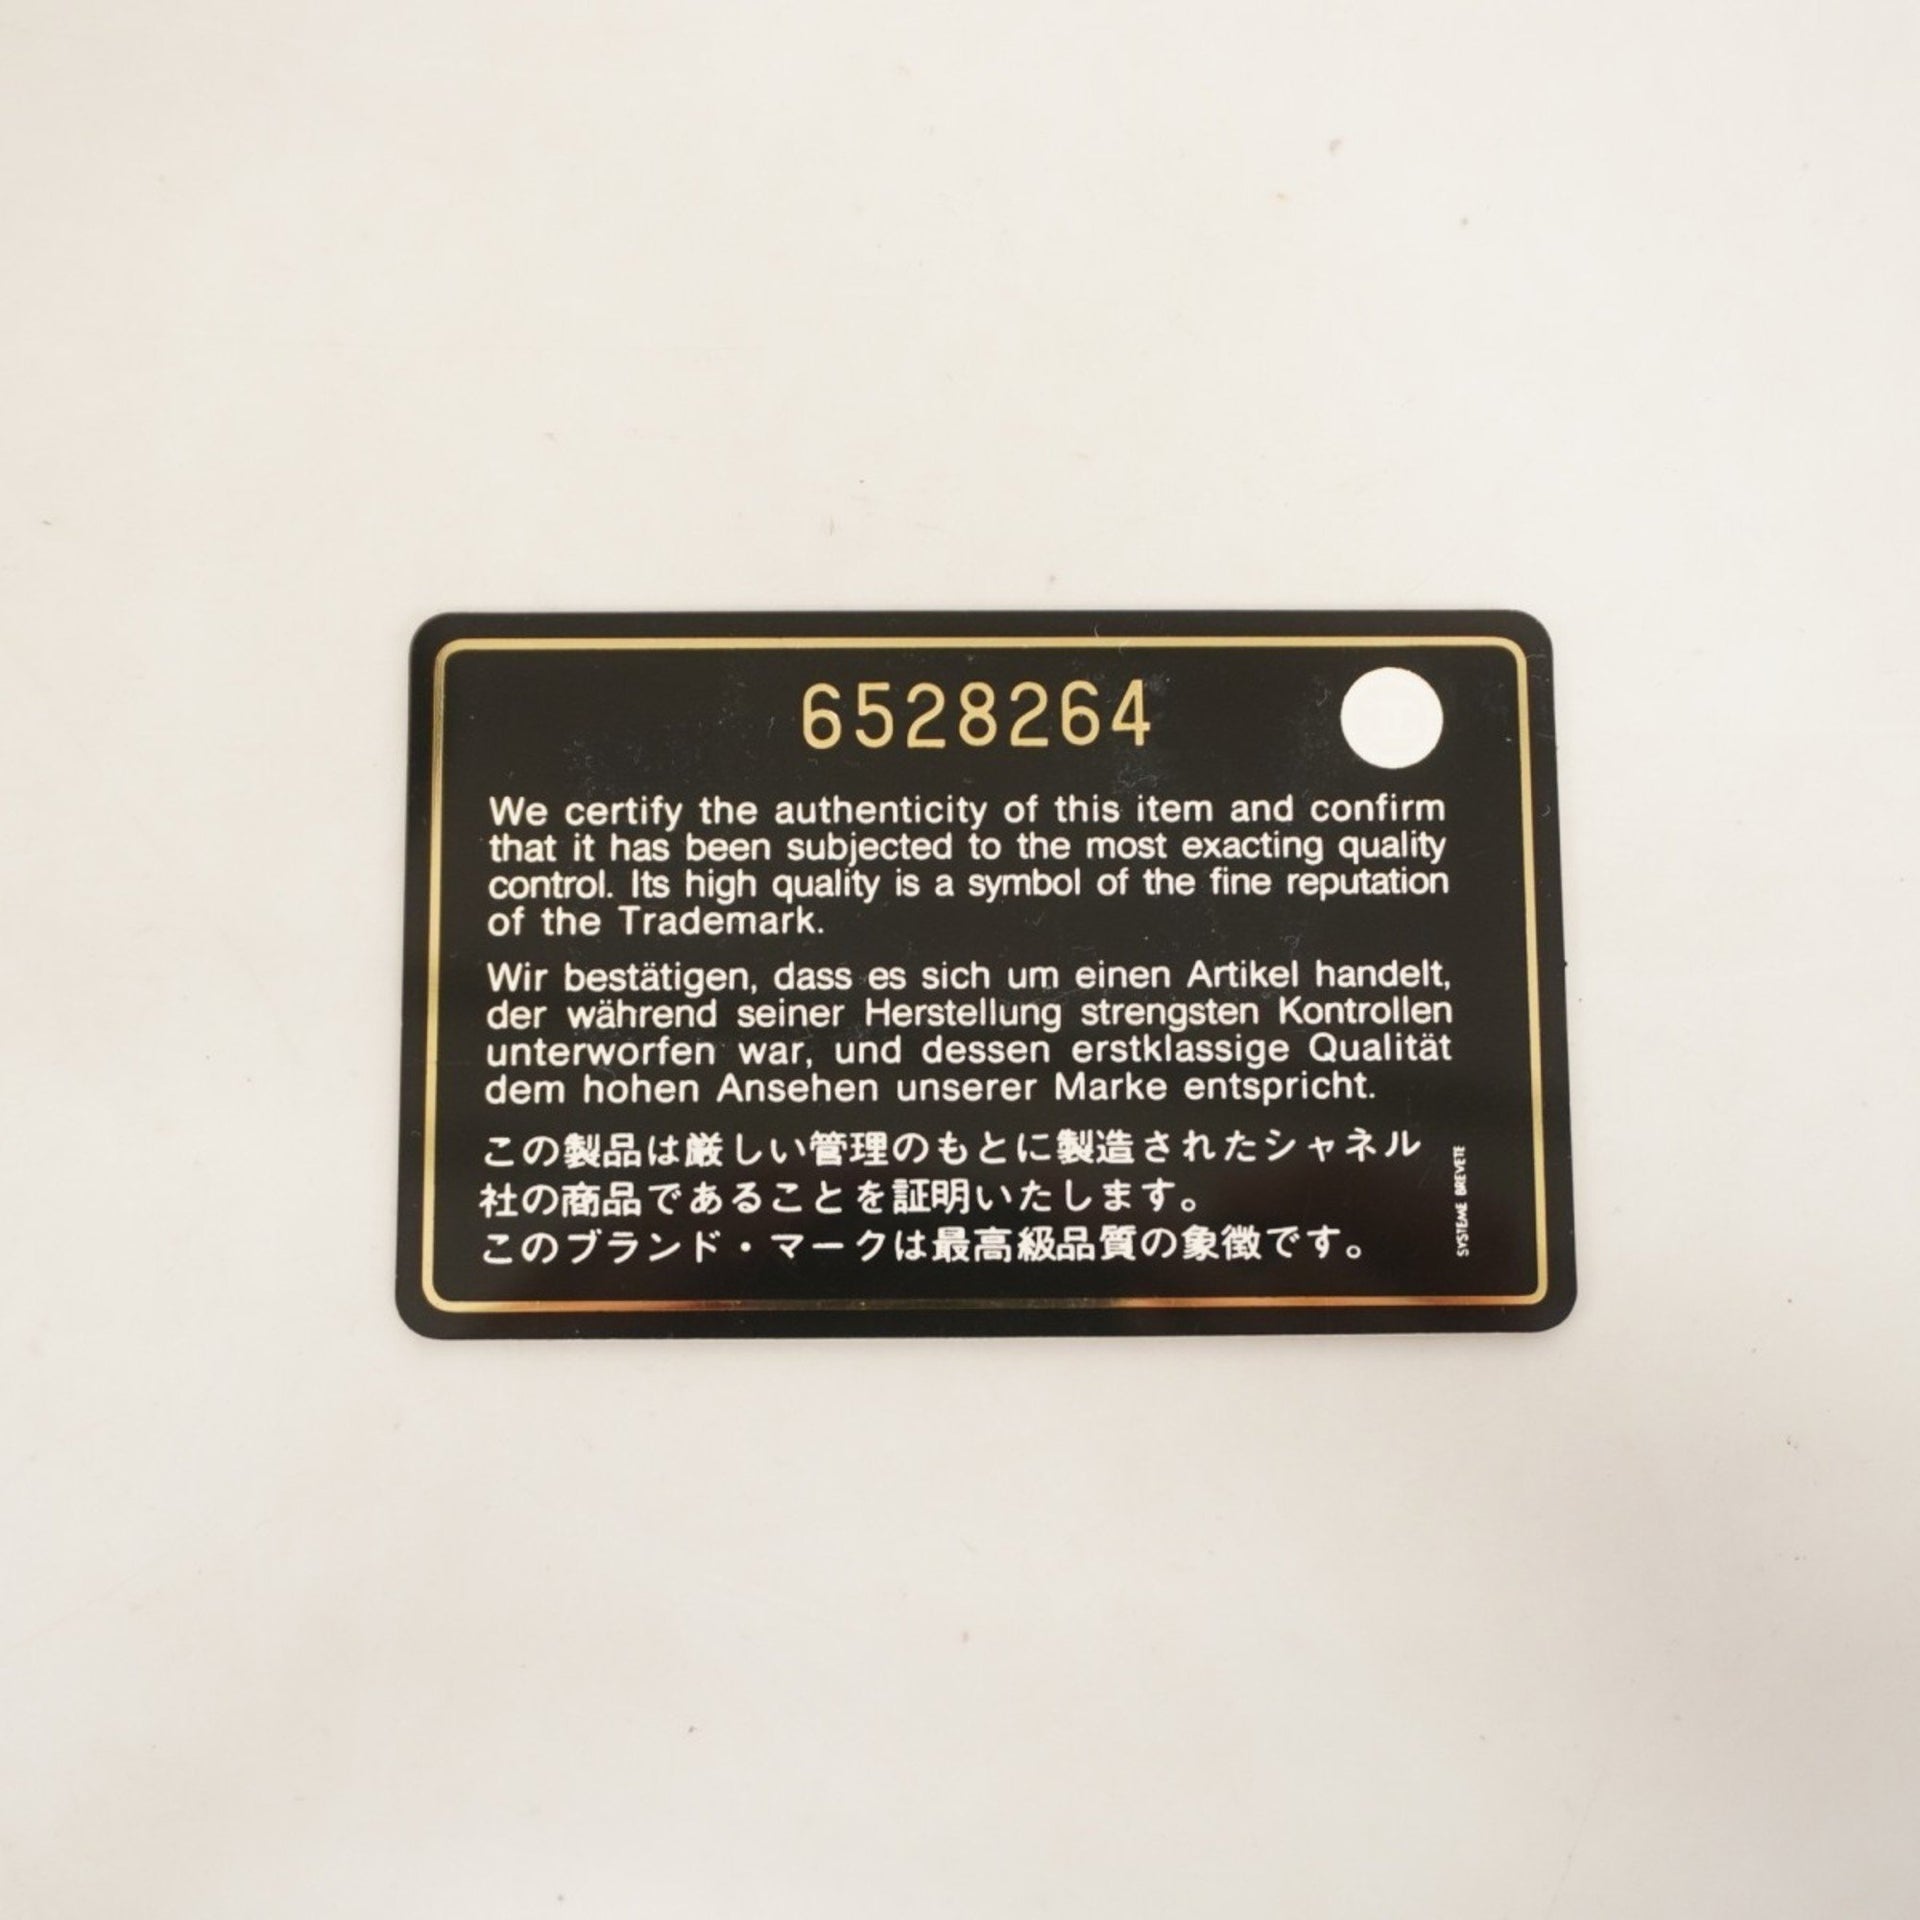 6528264
We certify the authenticity of this item and confirm
that it has been subjected to the most exacting quality
control. Its high quality is a symbol of the fine reputation
of the Trademark.
Wir bestätigen, dass es sich um einen Artikel handelt,
der während seiner Herstellung strengsten Kontrollen
unterworfen war, und dessen erstklassige Qualität
dem hohen Ansehen unserer Marke entspricht.
この製品は厳しい管理のもとに製造されたシャネル
社の商品であることを証明いたします。
このブランド・マークは最高級品質の象徴です。
SYSTEME BREVETE